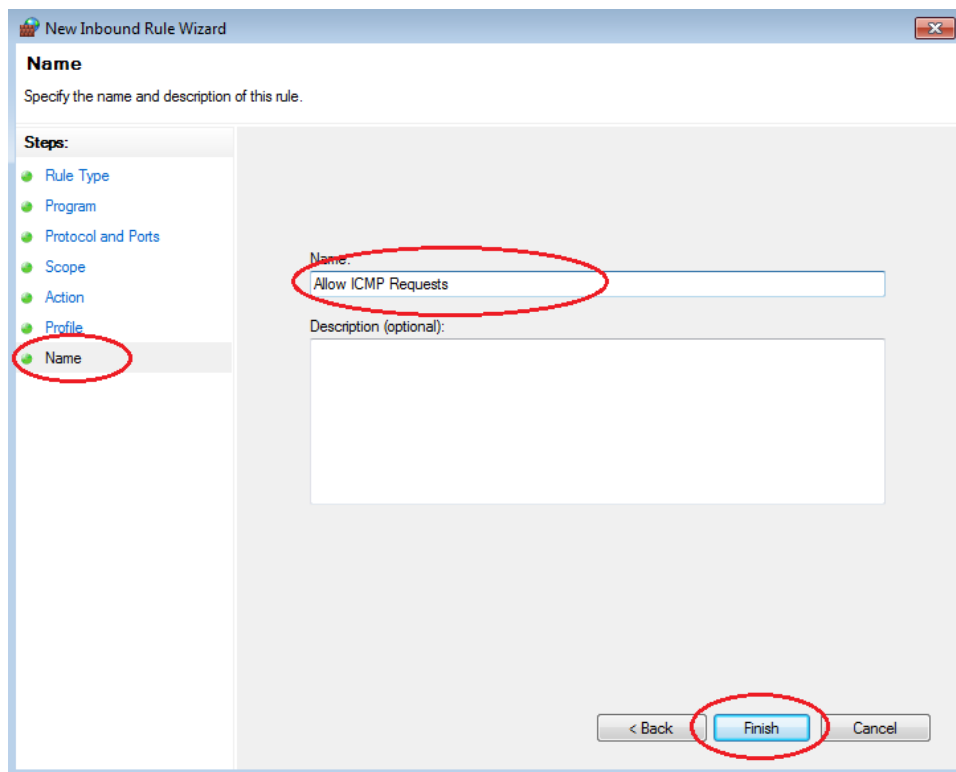 New Inbound Rule Wizard
Name
Specify the name and description of this rule.
Steps:
Rule Type
Program
Protocol and Ports
Scope
Action
Profile
Name
Name:
Allow ICMP Requests
Description (optional):
< Back
Finish
Cancel